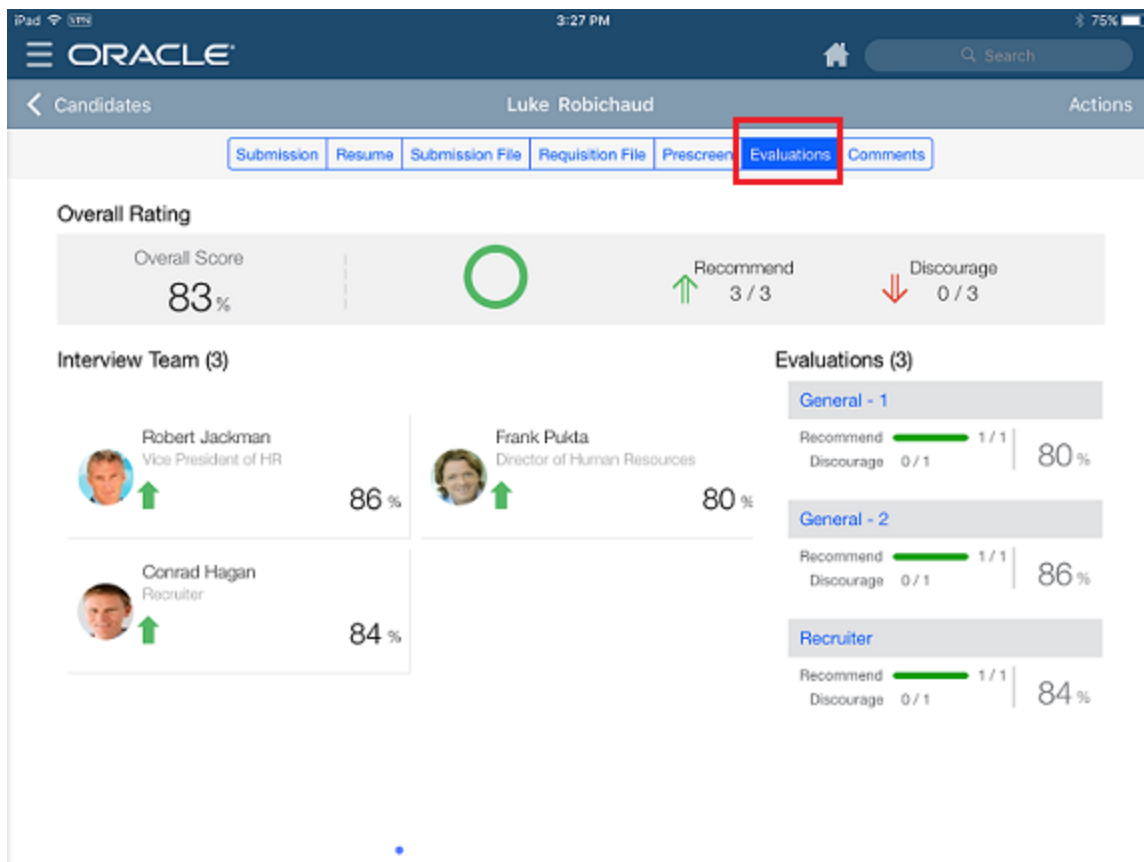 iPad VPN 3:27 PM 75%
ORACLE Search
Candidates Luke Robichaud Actions
Submission Resume Submission File Requisition File Prescreen Evaluations Comments
Overall Rating
Overall Score
83 %
Recommend
3 / 3
Discourage
0 / 3
Interview Team (3)
Robert Jackman
Vice President of HR
86 %
Frank Pukta
Director of Human Resources
80 %
Conrad Hagan
Recruiter
84 %
Evaluations (3)
General - 1
Recommend 1 / 1
Discourage 0 / 1
80 %
General - 2
Recommend 1 / 1
Discourage 0 / 1
86 %
Recruiter
Recommend 1 / 1
Discourage 0 / 1
84 %